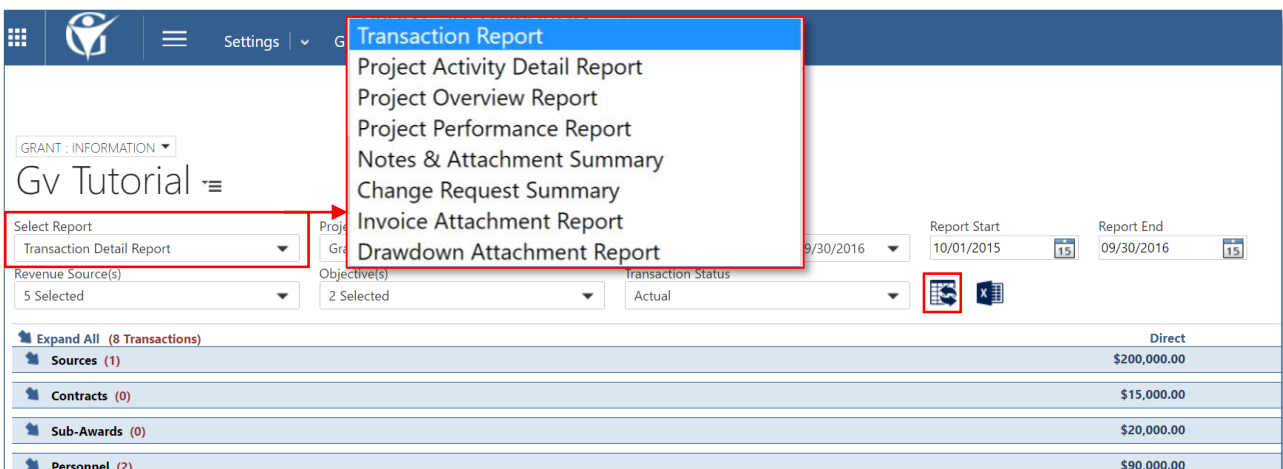 Settings
G
Transaction Report
Project Activity Detail Report
Project Overview Report
Project Performance Report
Notes & Attachment Summary
Change Request Summary
Invoice Attachment Report
Drawdown Attachment Report
GRANT : INFORMATION
Gv Tutorial
Select Report
Report Start
Report End
Transaction Detail Report
9/30/2016
10/01/2015
15
09/30/2016
15
Revenue Source(s)
Objective(s)
Transaction Status
5 Selected
2 Selected
Actual
Expand All (8 Transactions)
Direct
Sources (1)
$200,000.00
Contracts (0)
$15,000.00
Sub-Awards (0)
$20,000.00
Personnel (2)
$90,000.00